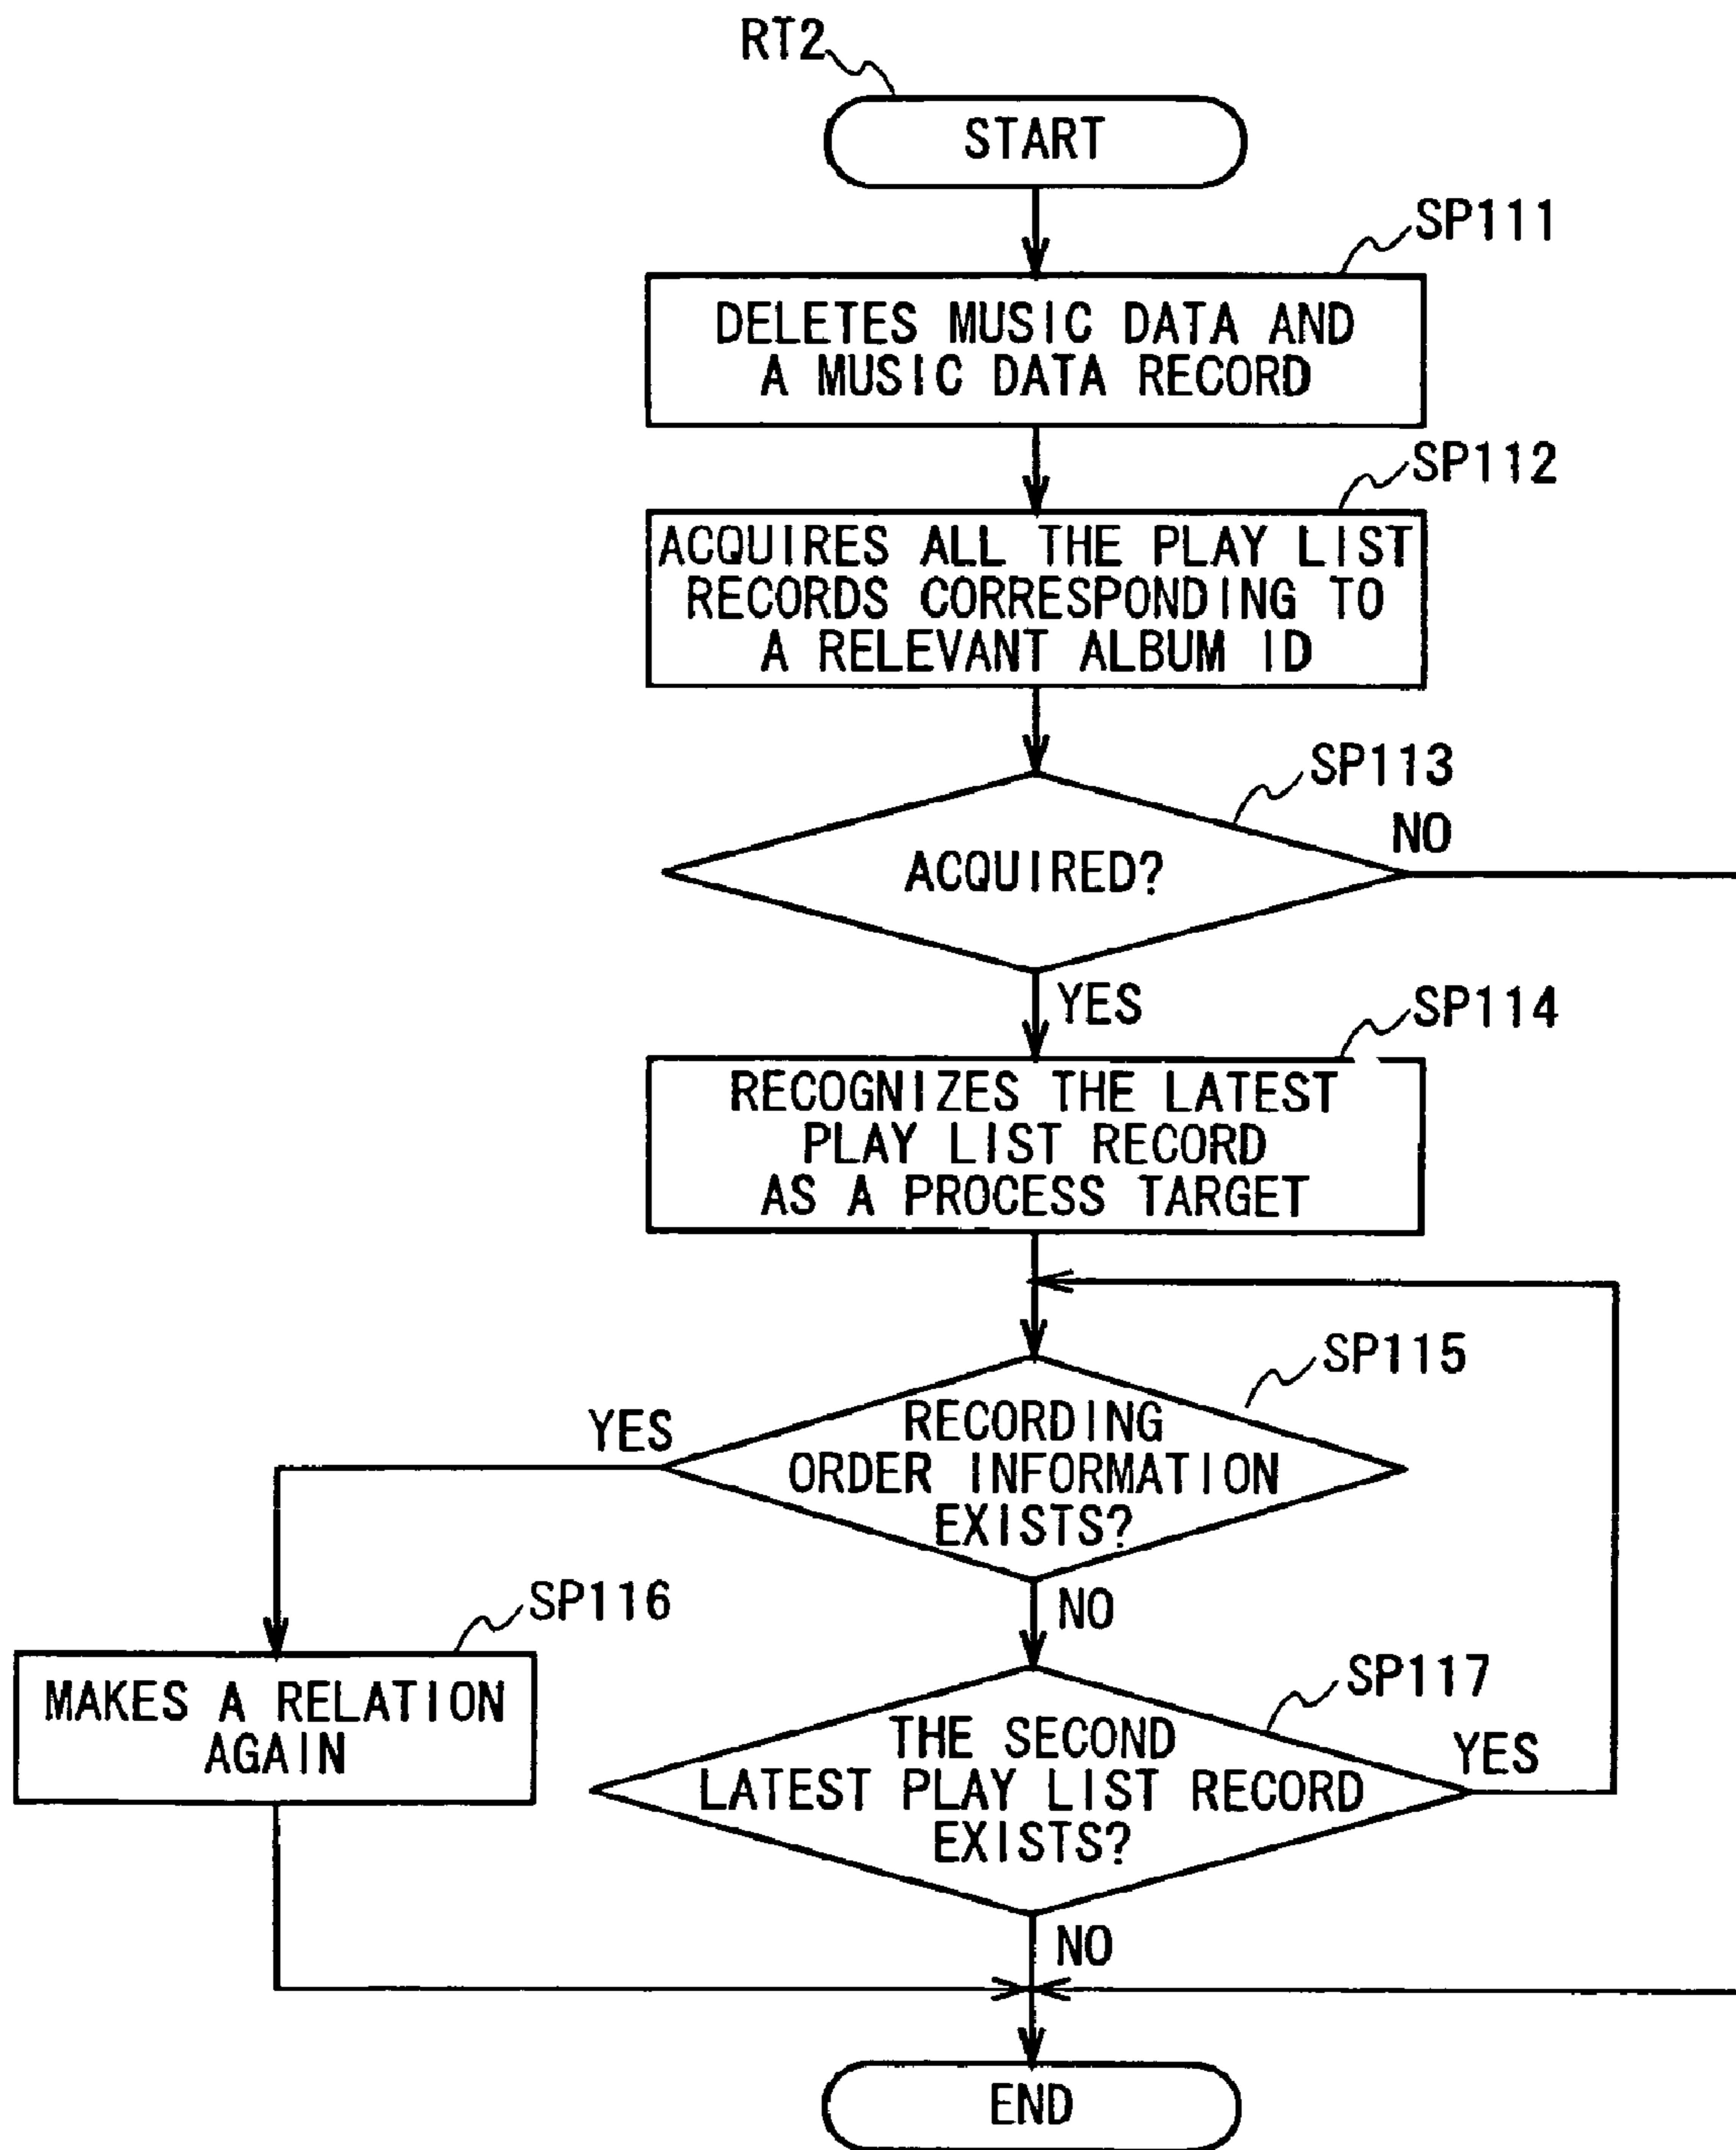 RT2
START
SP111
DELETES MUSIC DATA AND
A MUSIC DATA RECORD
SP112
ACQUIRES ALL THE PLAY LIST
RECORDS CORRESPONDING TO
A RELEVANT ALBUM ID
SP113
NO
ACQUIRED?
YES
SP114
RECOGNIZES THE LATEST
PLAY LIST RECORD
AS A PROCESS TARGET
SP115
YES
RECORDING
ORDER INFORMATION
EXISTS?
SP116
NO
MAKES A RELATION
AGAIN
SP117
THE SECOND
LATEST PLAY LIST RECORD
EXISTS?
YES
NO
END